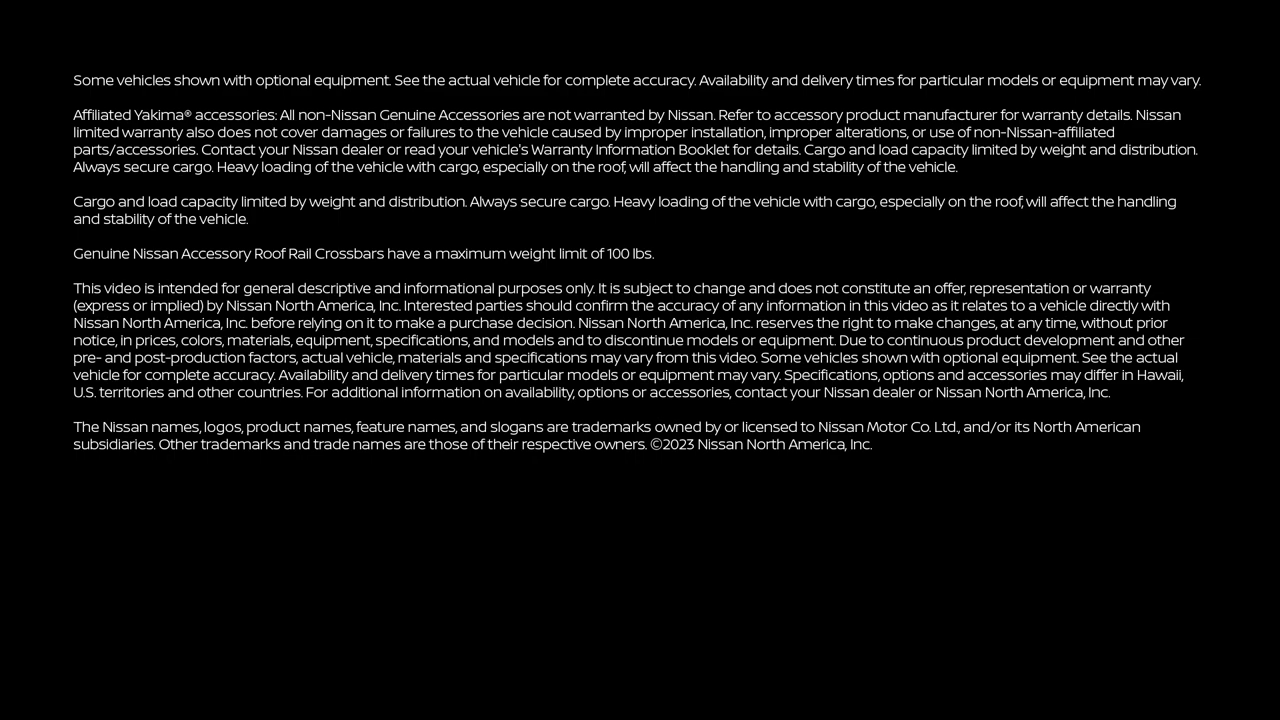 Some vehicles shown with optional equipment. See the actual vehicle for complete accuracy. Availability and delivery times for particular models or equipment may vary.
Affiliated Yakima® accessories: All non-Nissan Genuine Accessories are not warranted by Nissan. Refer to accessory product manufacturer for warranty details. Nissan
limited warranty also does not cover damages or failures to the vehicle caused by improper installation, improper alterations, or use of non-Nissan-affiliated
parts/accessories. Contact your Nissan dealer or read your vehicle's Warranty Information Booklet for details. Cargo and load capacity limited by weight and distribution.
Always secure cargo. Heavy loading of the vehicle with cargo, especially on the roof, will affect the handling and stability of the vehicle.
Cargo and load capacity limited by weight and distribution. Always secure cargo. Heavy loading of the vehicle with cargo, especially on the roof, will affect the handling
and stability of the vehicle.
Genuine Nissan Accessory Roof Rail Crossbars have a maximum weight limit of 100 lbs.
This video is intended for general descriptive and informational purposes only. It is subject to change and does not constitute an offer, representation or warranty
(express or implied) by Nissan North America, Inc. Interested parties should confirm the accuracy of any information in this video as it relates to a vehicle directly with
Nissan North America, Inc. before relying on it to make a purchase decision. Nissan North America, Inc. reserves the right to make changes, at any time, without prior
notice, in prices, colors, materials, equipment, specifications, and models and to discontinue models or equipment. Due to continuous product development and other
pre- and post-production factors, actual vehicle, materials and specifications may vary from this video. Some vehicles shown with optional equipment. See the actual
vehicle for complete accuracy. Availability and delivery times for particular models or equipment may vary. Specifications, options and accessories may differ in Hawaii,
U.S. territories and other countries. For additional information on availability, options or accessories, contact your Nissan dealer or Nissan North America, Inc.
The Nissan names, logos, product names, feature names, and slogans are trademarks owned by or licensed to Nissan Motor Co. Ltd., and/or its North American
subsidiaries. Other trademarks and trade names are those of their respective owners. ©2023 Nissan North America, Inc.